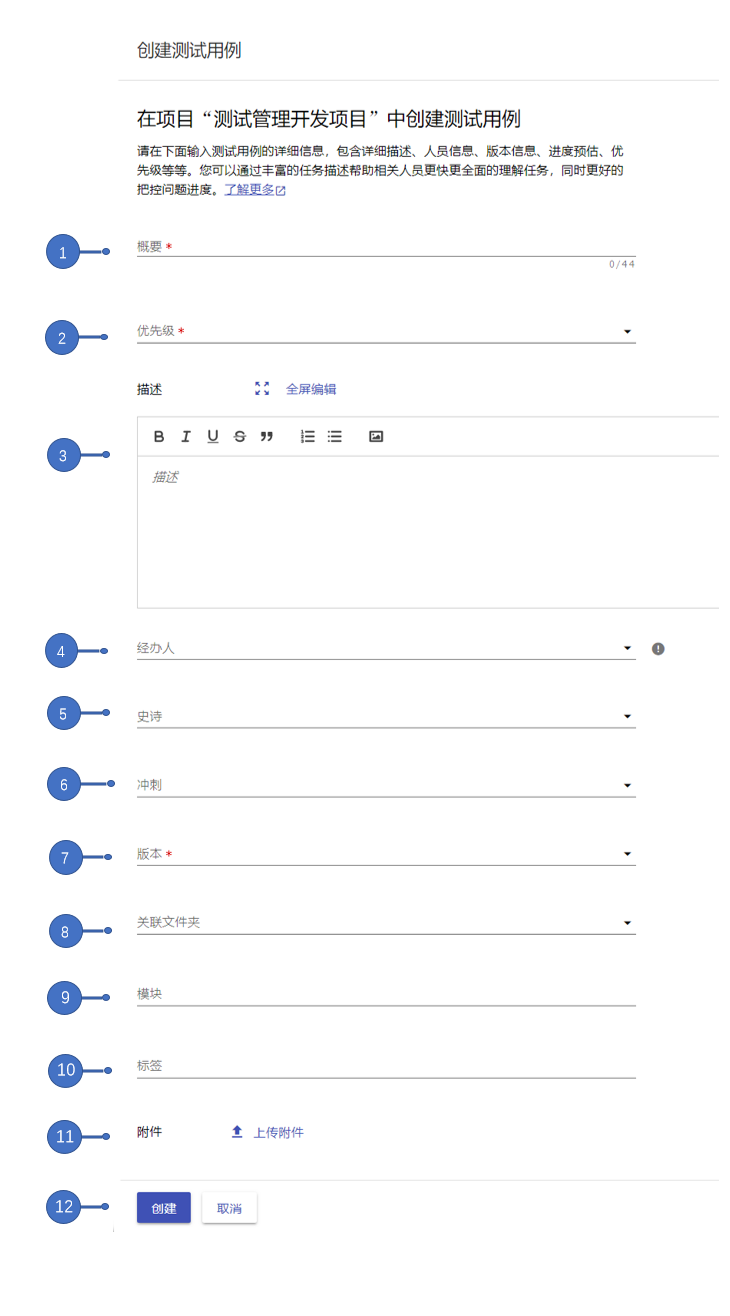 创建测试用例
在项目“测试管理开发项目”中创建测试用例
请在下面输入测试用例的详细信息，包含详细描述、人员信息、版本信息、进度预估、优
先级等等。您可以通过丰富的任务描述帮助相关人员更快更全面的理解任务，同时更好的
把控问题进度。了解更多
1 概要 *
0/44
2 优先级 *
描述 全屏编辑
B I U S
3
描述
4 经办人
5 史诗
6 冲刺
7 版本 *
8 关联文件夹
9 模块
10 标签
11 附件 上传附件
12 创建 取消